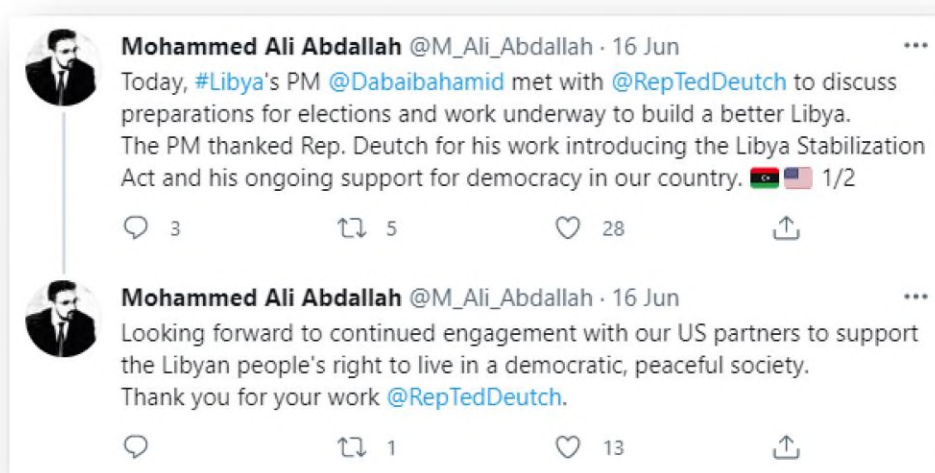 Mohammed Ali Abdallah @M_Ali_Abdallah · 16 Jun
Today, #Libya's PM @Dabaibahamid met with @RepTedDeutch to discuss
preparations for elections and work underway to build a better Libya.
The PM thanked Rep. Deutch for his work introducing the Libya Stabilization
Act and his ongoing support for democracy in our country. 🇱🇾 🇺🇸 1/2
3 5 28
Mohammed Ali Abdallah @M_Ali_Abdallah · 16 Jun
Looking forward to continued engagement with our US partners to support
the Libyan people's right to live in a democratic, peaceful society.
Thank you for your work @RepTedDeutch.
1 13